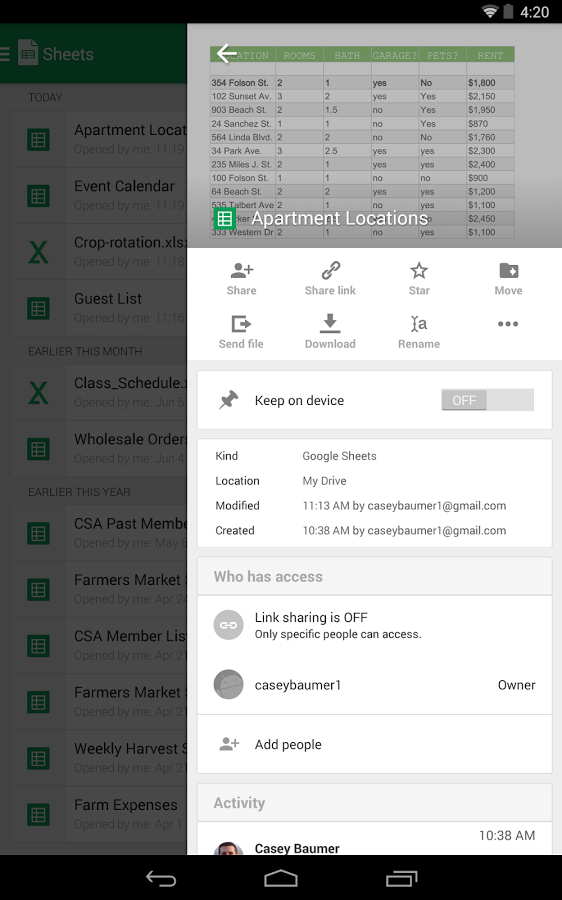 4:20
Sheets
TODAY
Apartment Locat
Opened by me: 11:19
Event Calendar
Opened by me: 11:19
Crop-rotation.xlsx
Opened by me: 11:18
Guest List
Opened by me: 11:16
EARLIER THIS MONTH
Class_Schedule.x
Opened by me: Jun 5
Wholesale Orders
Opened by me: Jun 4
EARLIER THIS YEAR
CSA Past Membe
Opened by me: May 6
Farmers Market S
Opened by me: Apr 24
CSA Member List
Opened by me: Apr 2
Farmers Market S
Opened by me: Apr 2
Weekly Harvest S
Opened by me: Apr 2
Farm Expenses
Opened by me: Apr 1
ATION ROOMS BATH GARAGE? PETS? RENT
354 Folson St. 2 1 yes No $1,800
102 Sunset Av. 3 2 yes Yes $2,150
903 Beach St. 2 1.5 no Yes $1,950
24 Sanchez St. 1 1 no Yes $870
564 Linda Blvd. 2 2 no No $1,760
34 Park Ave. 3 2.5 yes yes $2,300
235 Miles J. St. 2 1 yes yes $2,400
100 Folsom St. 1 1 no no $900
64 Beach St. 2 2 yes yes $1,200
535 Talbert Ave 2 1 no yes $1,100
$2,450
333 Western Dr 2 1 no yes $1,100
Apartment Locations
Share
Share link
Star
Move
Send file
Download
Rename
Keep on device
OFF
Kind Google Sheets
Location My Drive
Modified 11:13 AM by caseybaumer1@gmail.com
Created 10:38 AM by caseybaumer1@gmail.com
Who has access
Link sharing is OFF
Only specific people can access.
caseybaumer1 Owner
Add people
Activity
10:38 AM
Casey Baumer